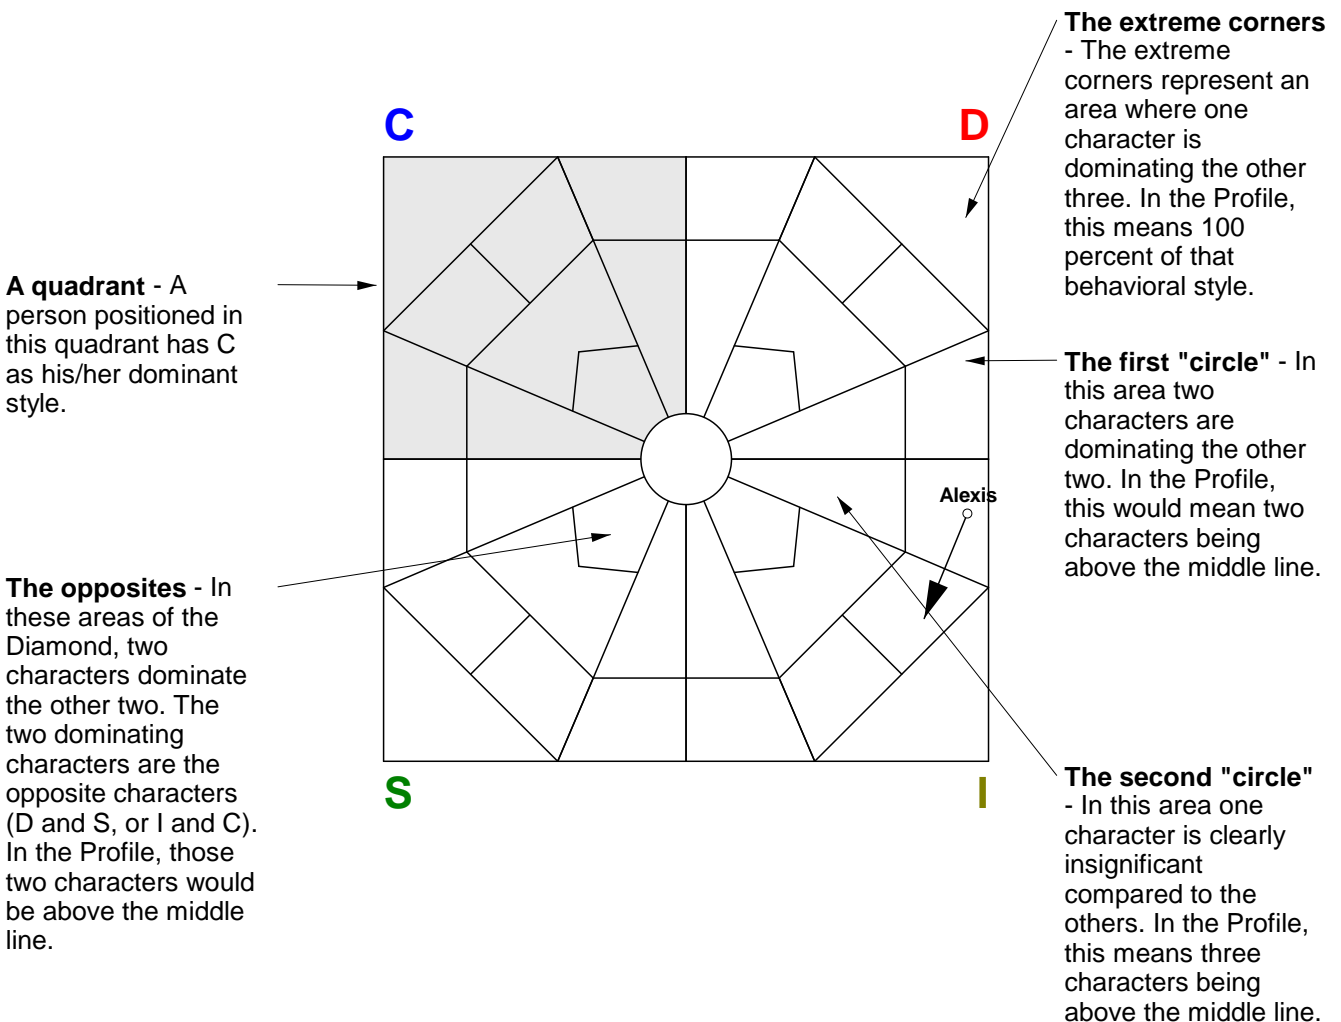 The extreme corners
- The extreme
corners represent an
area where one
character is
dominating the other
three. In the Profile,
this means 100
percent of that
behavioral style.
C
D
A quadrant - A
person positioned in
this quadrant has C
as his/her dominant
style.
The first "circle" - In
this area two
characters are
dominating the other
two. In the Profile,
this would mean two
characters being
above the middle line.
Alexis
The opposites - In
these areas of the
Diamond, two
characters dominate
the other two. The
two dominating
characters are the
opposite characters
(D and S, or I and C).
In the Profile, those
two characters would
be above the middle
line.
S
I
The second "circle"
- In this area one
character is clearly
insignificant
compared to the
others. In the Profile,
this means three
characters being
above the middle line.